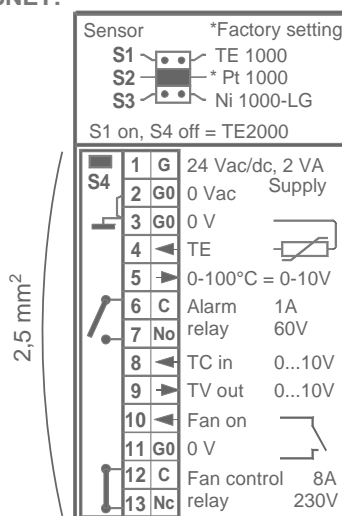 Sensor *Factory setting
S1 TE 1000
S2 * Pt 1000
S3 Ni 1000-LG
S1 on, S4 off = TE2000
S4
1 G 24 Vac/dc, 2 VA
2 G0 0 Vac Supply
3 G0 0 V
4 TE
5 0-100°C = 0-10V
6 C Alarm 1A
7 No relay 60V
8 TC in 0...10V
9 TV out 0...10V
10 Fan on
11 G0 0 V
12 C Fan control 8A
13 Nc relay 230V
2,5 mm²